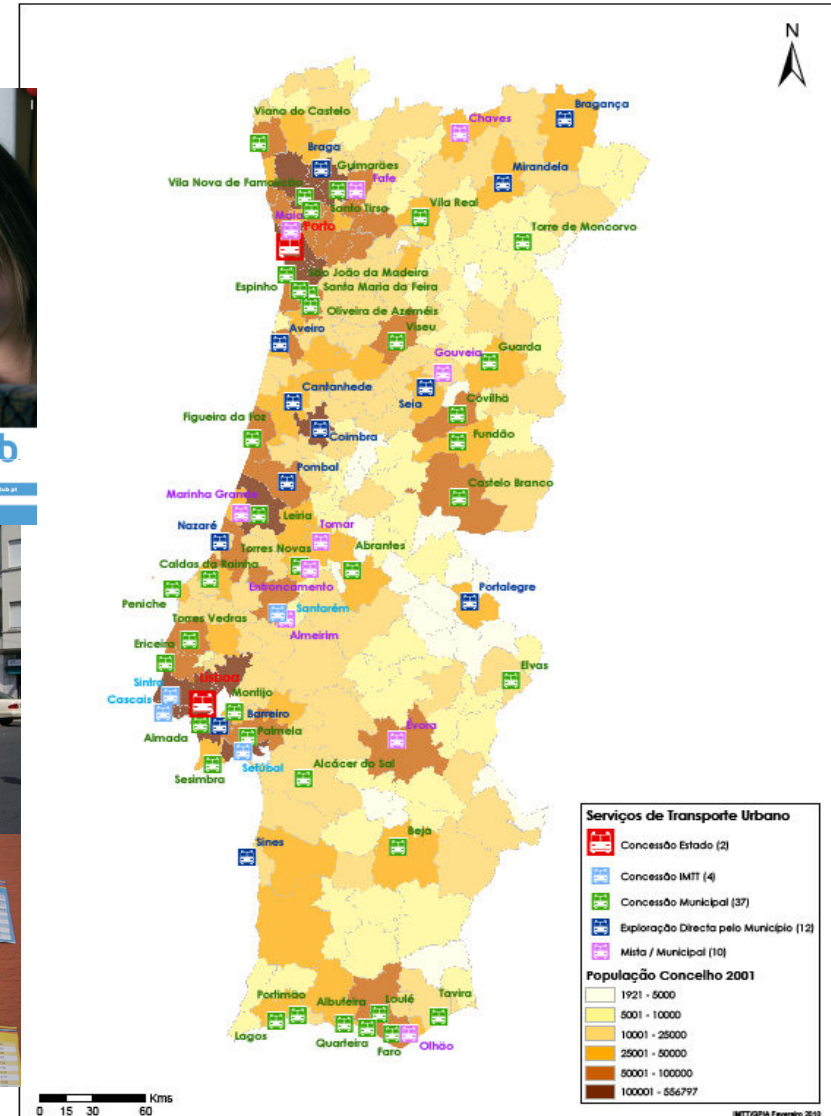 N
Viana do Castelo
Chaves
Bragança
Braga
Guimarães
Mirandela
Vila Nova de Famalicão
Fafe
Santo Tirso
Vila Real
Maia
Porto
Torre de Moncorvo
São João da Madeira
Espinho
Santa Maria da Feira
Oliveira de Azeméis
Aveiro
Viseu
Gouveia
Guarda
Cantanhede
Seia
Covilhã
Figueira da Foz
Coimbra
Fundão
Pombal
Castelo Branco
Marinha Grande
Leiria
Tomar
Nazaré
Torres Novas
Abrantes
Caldas da Rainha
Entroncamento
Portalegre
Peniche
Santarém
Torres Vedras
Almeirim
Ericeira
Elvas
Lisboa
Sintra
Montijo
Cascais
Barreiro
Almada
Palmela
Évora
Setúbal
Sesimbra
Alcácer do Sal
Beja
Sines
Portimão
Albufeira
Loulé
Tavira
Lagos
Quarteira
Faro
Olhão
Serviços de Transporte Urbano
Concessão Estado (2)
Concessão IMTT (4)
Concessão Municipal (37)
Exploração Directa pelo Município (12)
Mista / Municipal (10)
População Concelho 2001
1921 - 5000
5001 - 10000
10001 - 25000
25001 - 50000
50001 - 100000
100001 - 556797
Kms
0 15 30 60
IMTT/GPIA Fevereiro 2010
b